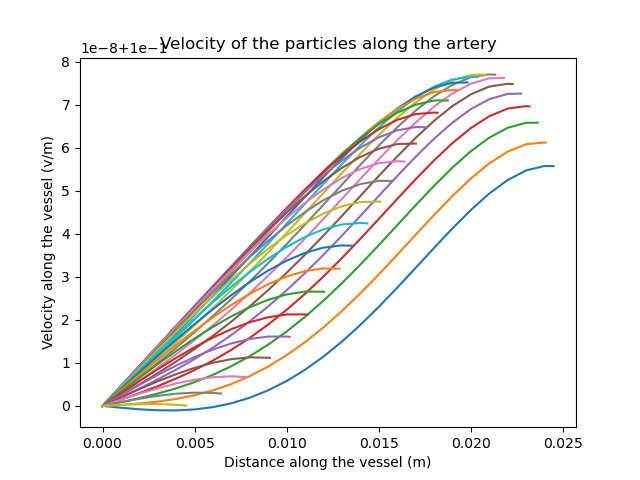 Velocity of the particles along the artery
1e−8+1e−1
8
7
6
5
4
3
2
1
0
Velocity along the vessel (v/m)
0.000 0.005 0.010 0.015 0.020 0.025
Distance along the vessel (m)